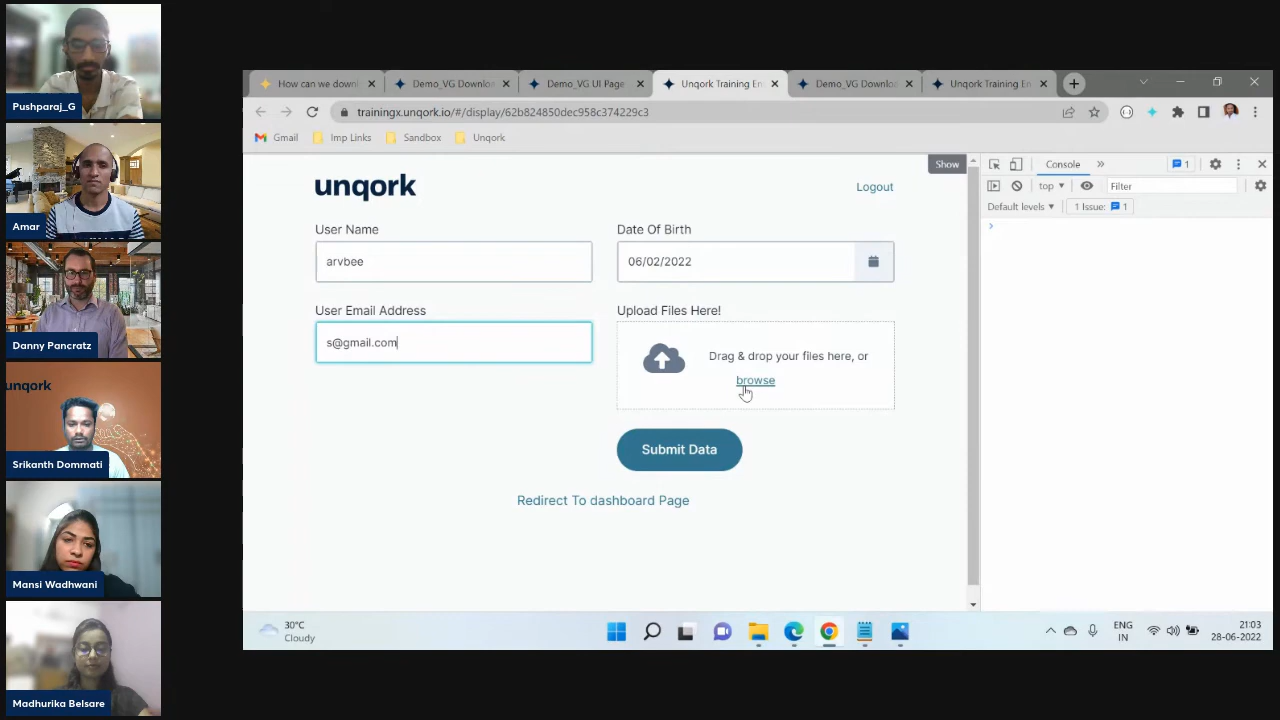 Pushparaj_G
Amar
Danny Pancratz
unqork
Srikanth Dommati
Mansi Wadhwani
Madhurika Belsare
How can we downl
Demo_VG Downloa
Demo_VG UI Page
Unqork Training En
Demo_VG Downloa
Unqork Training En
trainingx.unqork.io/#/display/62b824850dec958c374229c3
Gmail
Imp Links
Sandbox
Unqork
Show
Console
1
top
Filter
Default levels
1 Issue:
1
unqork
Logout
User Name
Date Of Birth
arvbee
06/02/2022
User Email Address
Upload Files Here!
s@gmail.com
Drag & drop your files here, or
browse
Submit Data
Redirect To dashboard Page
30°C
Cloudy
ENG
IN
21:03
28-06-2022